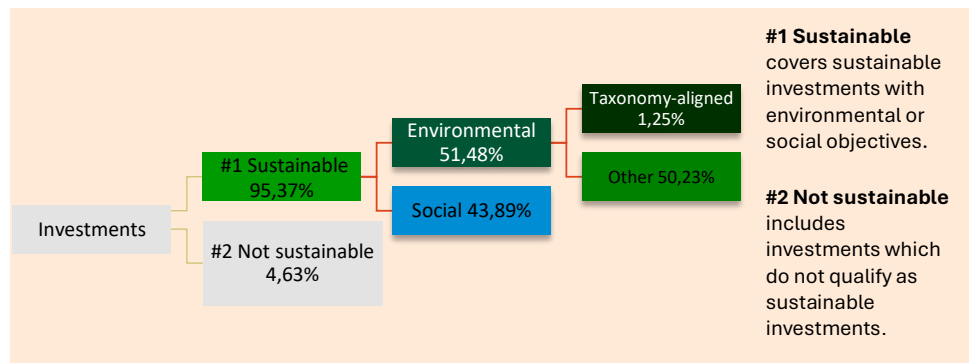 Investments
#1 Sustainable
95,37%
#2 Not sustainable
4,63%
Environmental
51,48%
Social 43,89%
Taxonomy-aligned
1,25%
Other 50,23%
#1 Sustainable
covers sustainable
investments with
environmental or
social objectives.
#2 Not sustainable
includes
investments which
do not qualify as
sustainable
investments.